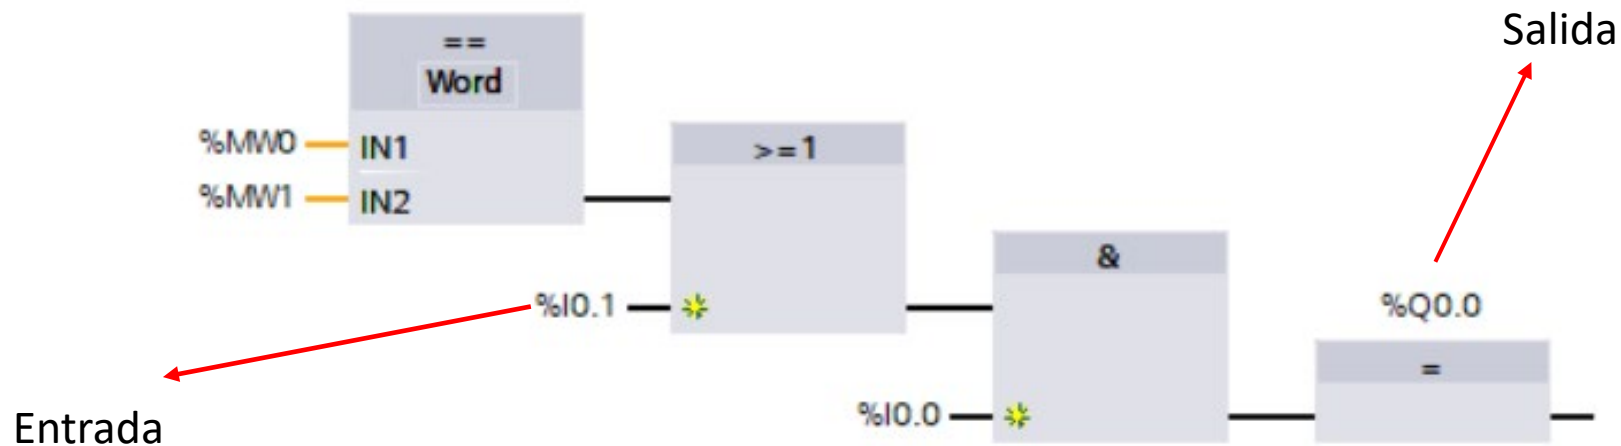 Salida
==
Word
%MW0
IN1
%MW1
IN2
>=1
%I0.1
&
%Q0.0
=
%I0.0
Entrada